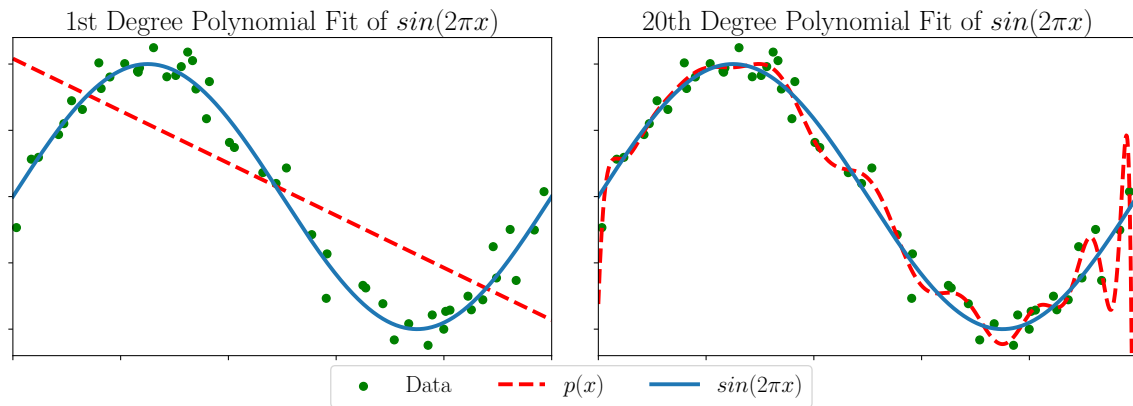 1st Degree Polynomial Fit of sin(2πx)
20th Degree Polynomial Fit of sin(2πx)
Data p(x) sin(2πx)